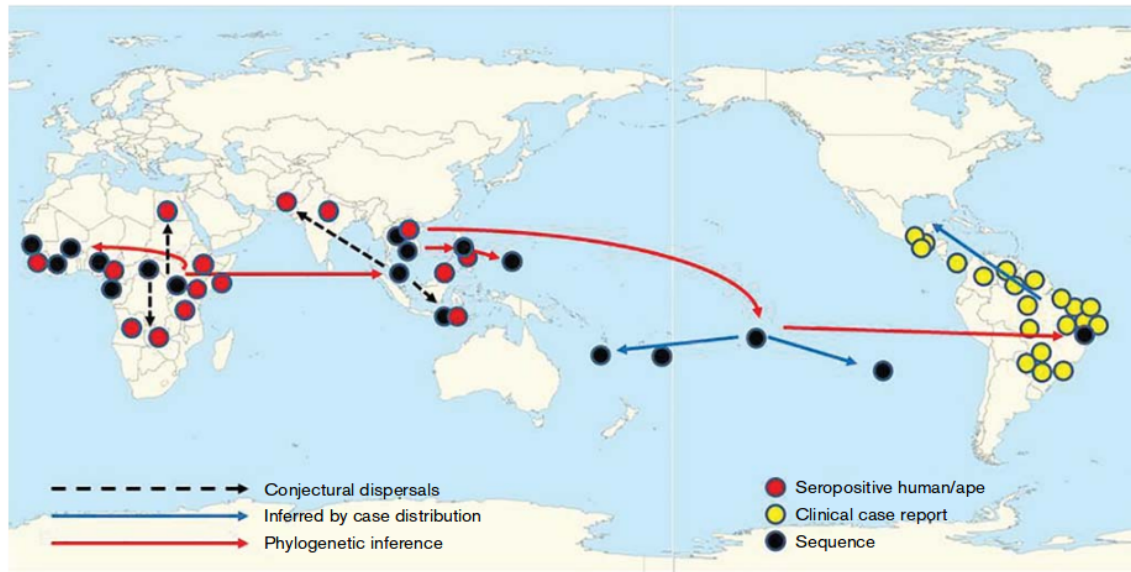 Conjectural dispersals
Inferred by case distribution
Phylogenetic inference
Seropositive human/ape
Clinical case report
Sequence